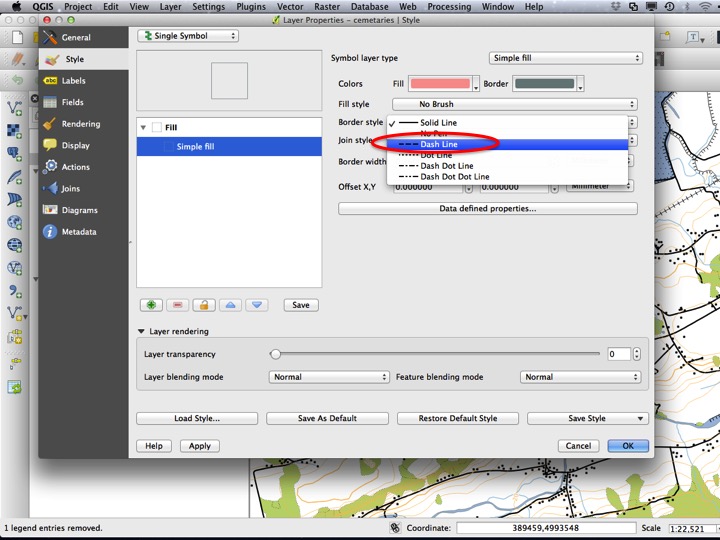 QGIS Project Edit View Layer Settings Plugins Vector Raster Database Web Processing Window Help
Layer Properties - cemetaries | Style
General
Style
Labels
Fields
Rendering
Display
Actions
Joins
Diagrams
Metadata
Single Symbol
Fill
Simple fill
Save
Symbol layer type Simple fill
Colors Fill Border
Fill style No Brush
Border style Solid Line
No Pen
Join style Dash Line
Dot Line
Border width Dash Dot Line
Dash Dot Dot Line
Offset X,Y 0.000000 0.000000 Millimeter
Data defined properties...
Layer rendering
Layer transparency 0
Layer blending mode Normal Feature blending mode Normal
Load Style... Save As Default Restore Default Style Save Style
Help Apply Cancel OK
1 legend entries removed. Coordinate: 389459,4993548 Scale 1:22,521